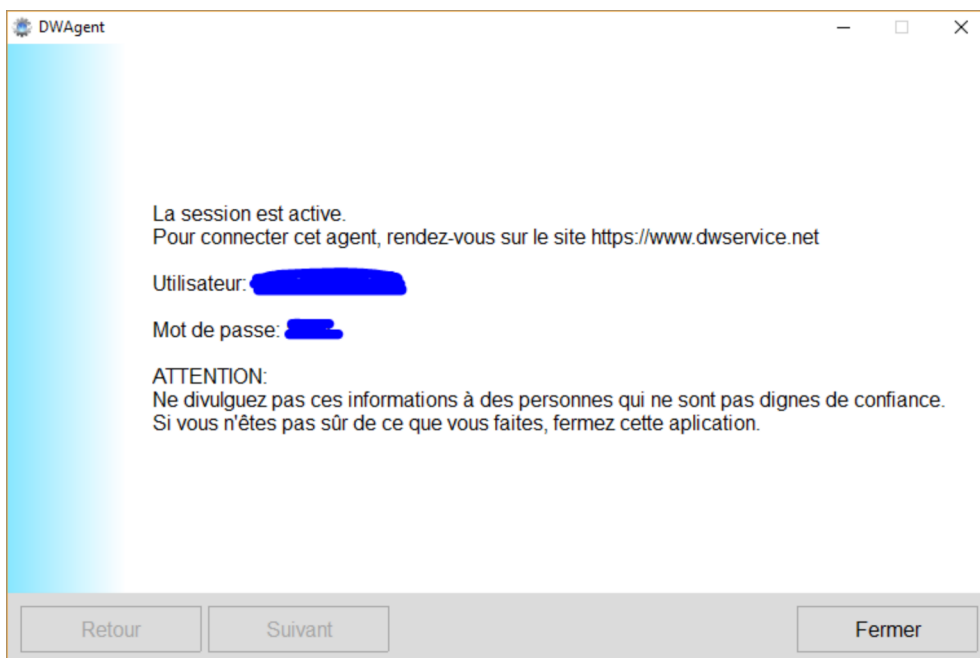 DWAgent
La session est active.
Pour connecter cet agent, rendez-vous sur le site https://www.dwservice.net
Utilisateur:
Mot de passe:
ATTENTION:
Ne divulguez pas ces informations à des personnes qui ne sont pas dignes de confiance.
Si vous n'êtes pas sûr de ce que vous faites, fermez cette aplication.
Retour Suivant Fermer